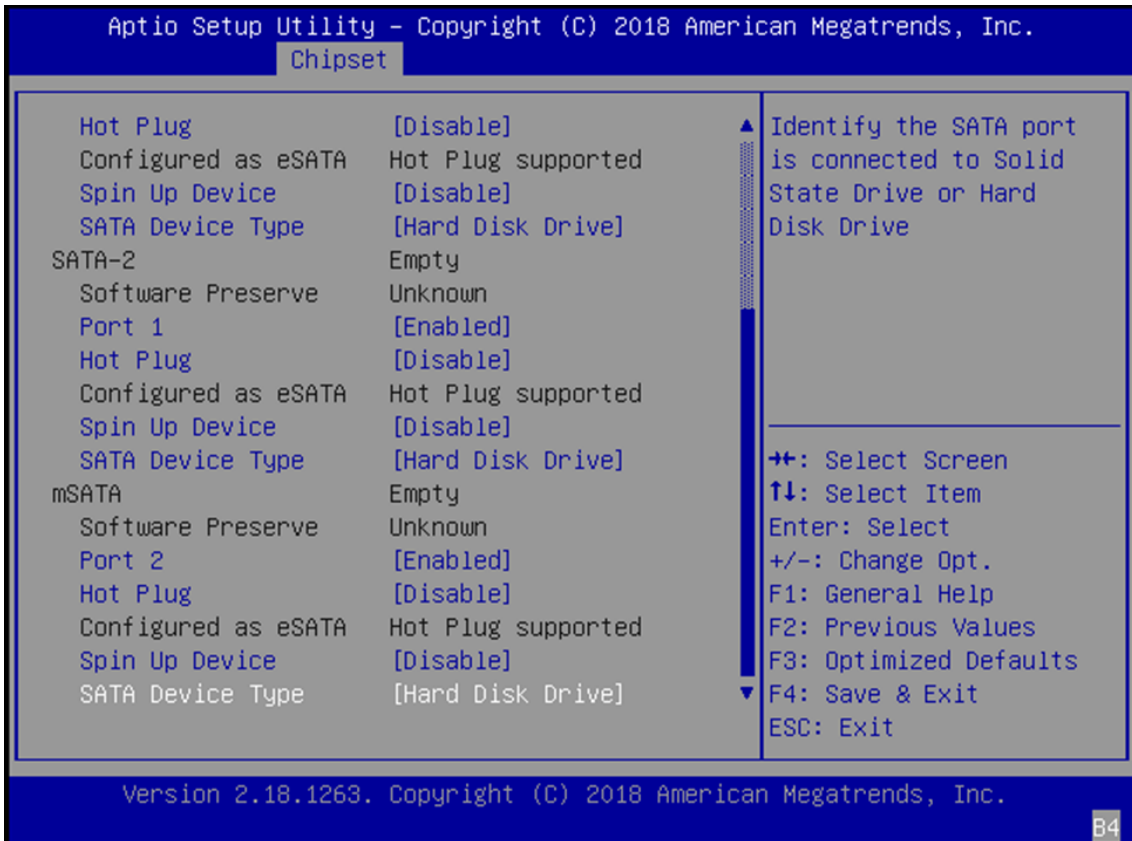 Aptio Setup Utility – Copyright (C) 2018 American Megatrends, Inc.
Chipset
Hot Plug [Disable]
Configured as eSATA Hot Plug supported
Spin Up Device [Disable]
SATA Device Type [Hard Disk Drive]
SATA-2 Empty
Software Preserve Unknown
Port 1 [Enabled]
Hot Plug [Disable]
Configured as eSATA Hot Plug supported
Spin Up Device [Disable]
SATA Device Type [Hard Disk Drive]
mSATA Empty
Software Preserve Unknown
Port 2 [Enabled]
Hot Plug [Disable]
Configured as eSATA Hot Plug supported
Spin Up Device [Disable]
SATA Device Type [Hard Disk Drive]
Identify the SATA port
is connected to Solid
State Drive or Hard
Disk Drive
→←: Select Screen
↑↓: Select Item
Enter: Select
+/-: Change Opt.
F1: General Help
F2: Previous Values
F3: Optimized Defaults
F4: Save & Exit
ESC: Exit
Version 2.18.1263. Copyright (C) 2018 American Megatrends, Inc.
B4